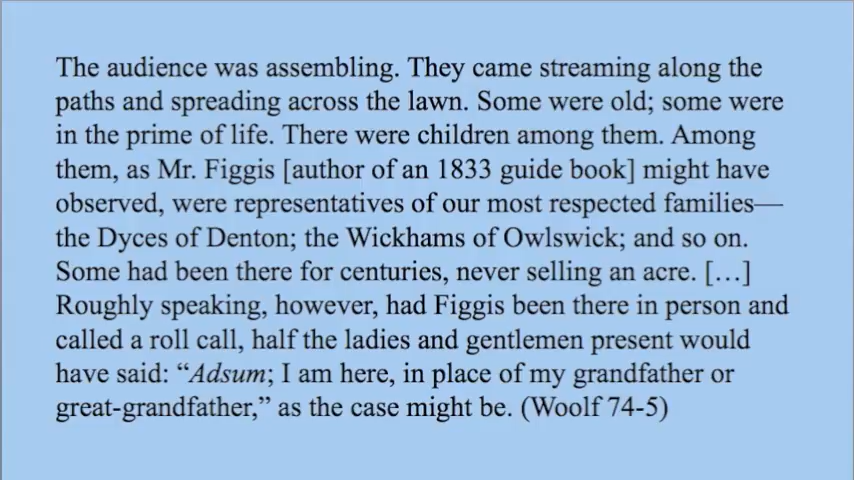 The audience was assembling. They came streaming along the
paths and spreading across the lawn. Some were old; some were
in the prime of life. There were children among them. Among
them, as Mr. Figgis [author of an 1833 guide book] might have
observed, were representatives of our most respected families—
the Dyces of Denton; the Wickhams of Owlswick; and so on.
Some had been there for centuries, never selling an acre. […]
Roughly speaking, however, had Figgis been there in person and
called a roll call, half the ladies and gentlemen present would
have said: “Adsum; I am here, in place of my grandfather or
great-grandfather,” as the case might be. (Woolf 74-5)